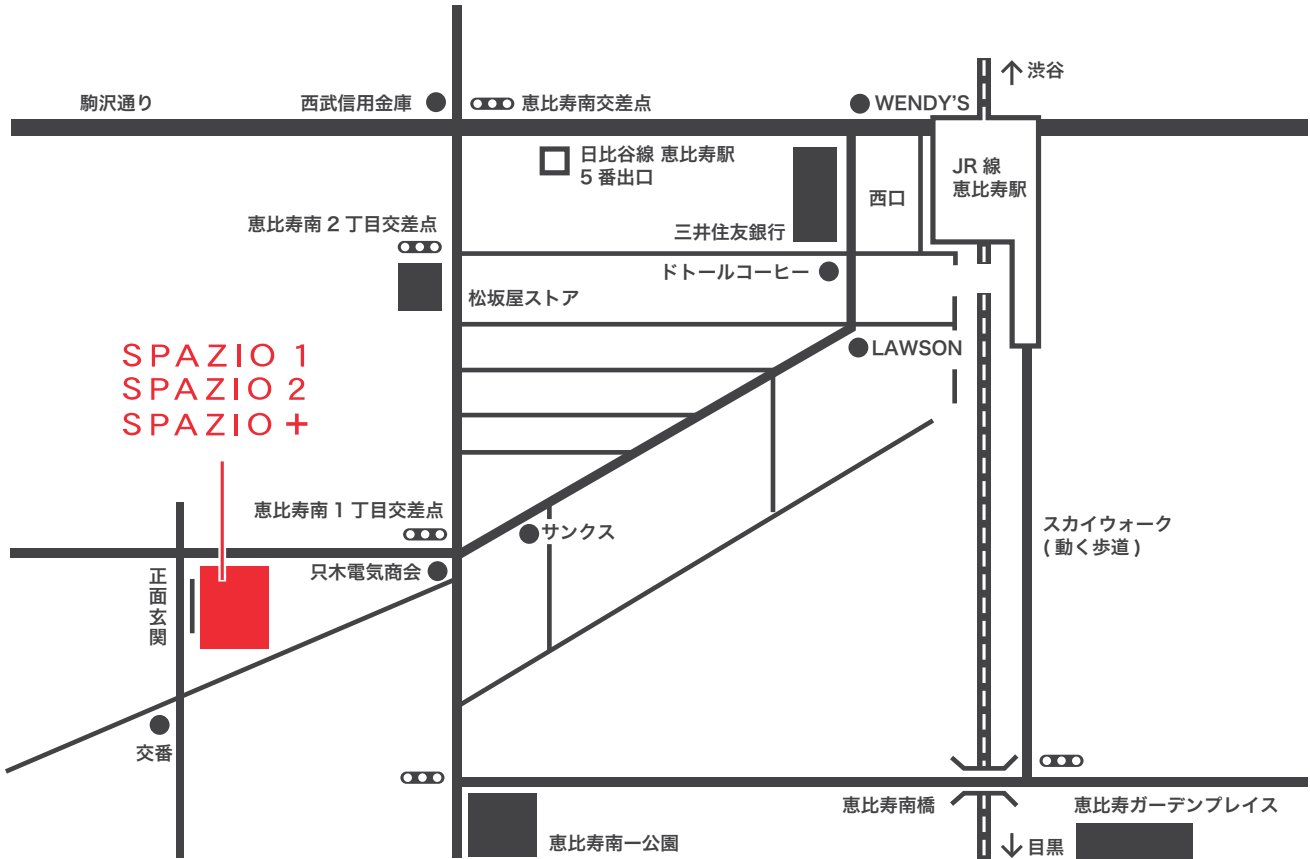 渋谷
駒沢通り
西武信用金庫
恵比寿南交差点
WENDY'S
日比谷線 恵比寿駅
5 番出口
JR 線
恵比寿駅
西口
恵比寿南 2 丁目交差点
三井住友銀行
ドトールコーヒー
松坂屋ストア
LAWSON
SPAZIO 1
SPAZIO 2
SPAZIO +
恵比寿南 1 丁目交差点
サンクス
スカイウォーク
( 動く歩道 )
只木電気商会
正面玄関
交番
恵比寿南橋
恵比寿ガーデンプレイス
恵比寿南一公園
目黒